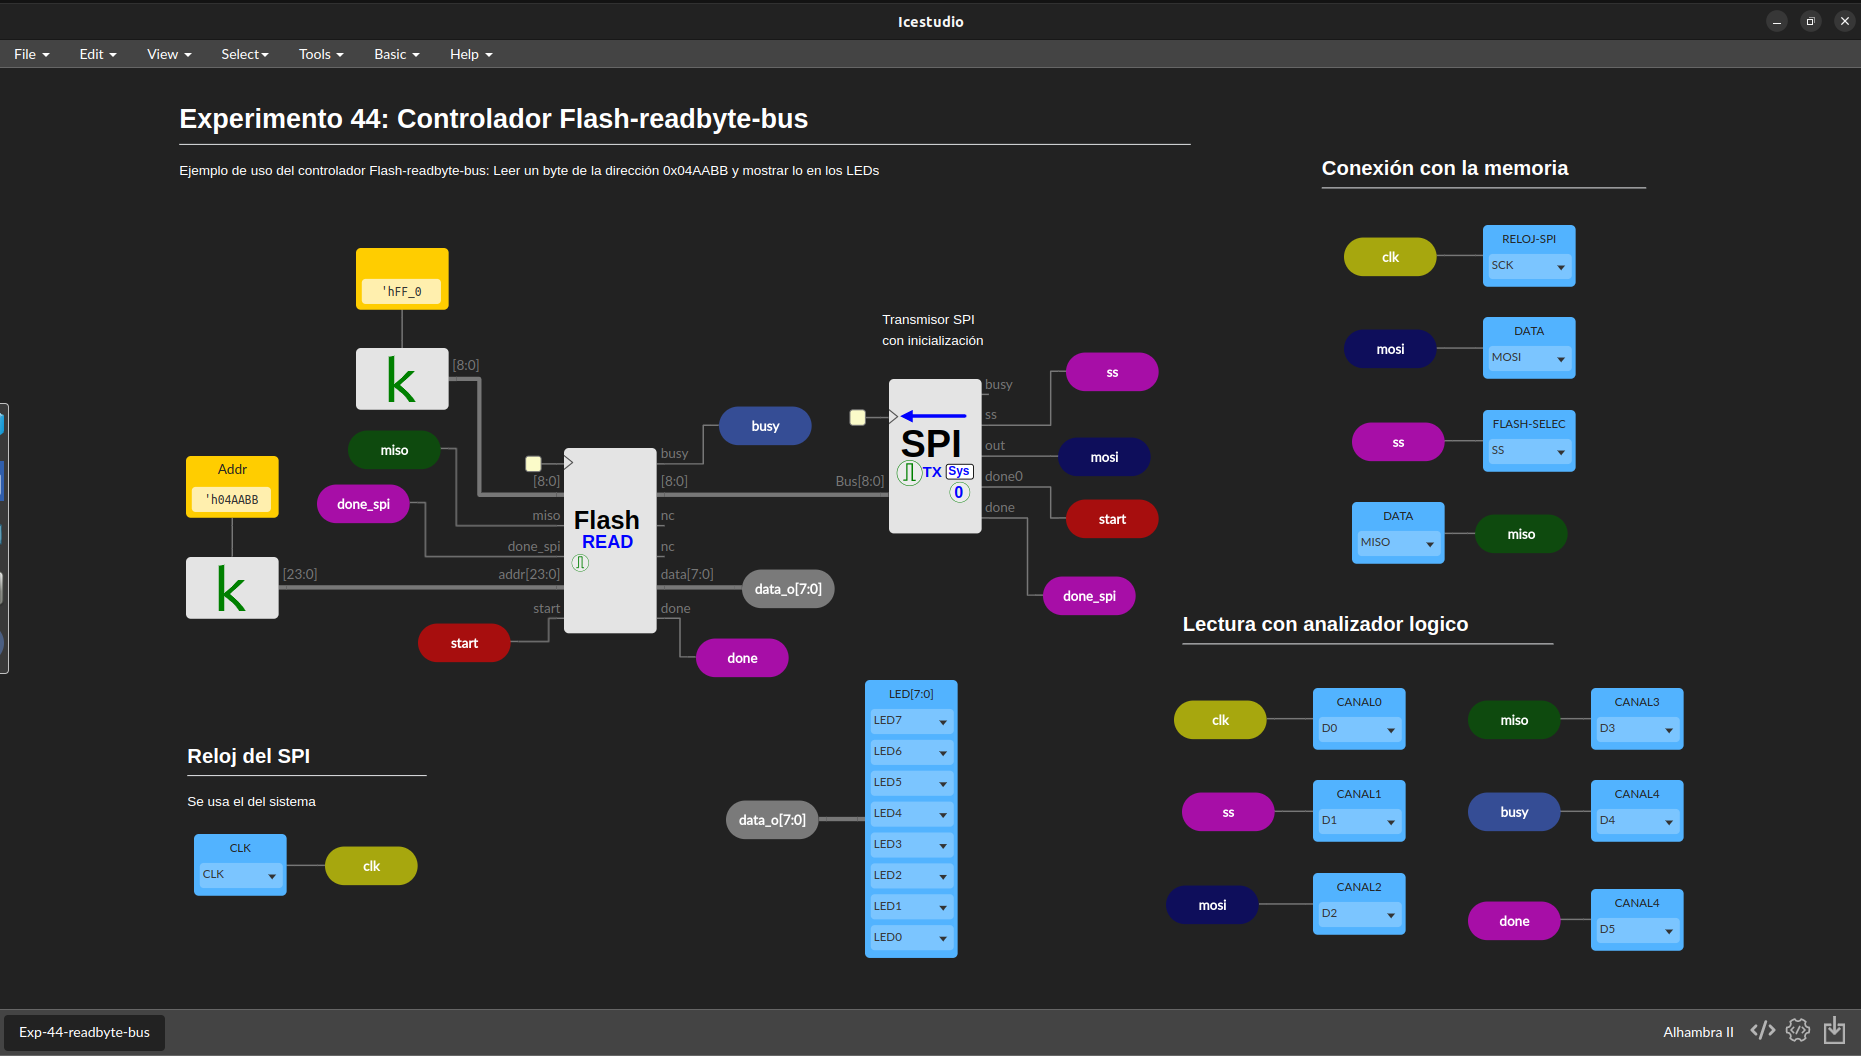 Icestudio
File Edit View Select Tools Basic Help
Experimento 44: Controlador Flash-readbyte-bus
Ejemplo de uso del controlador Flash-readbyte-bus: Leer un byte de la dirección 0x04AABB y mostrar lo en los LEDs
'hFF_0
k
[8:0]
miso
done_spi
Addr
'h04AABB
k
[23:0]
start
[8:0]
miso
done_spi
addr[23:0]
start
Flash
READ
busy
[8:0]
nc
nc
data[7:0]
done
busy
data_o[7:0]
done
Transmisor SPI
con inicialización
Bus[8:0]
SPI
TX Sys
0
busy
ss
out
done0
done
ss
mosi
start
done_spi
Conexión con la memoria
clk
RELOJ-SPI
SCK
mosi
DATA
MOSI
ss
FLASH-SELEC
SS
DATA
MISO
miso
Reloj del SPI
Se usa el del sistema
CLK
CLK
clk
data_o[7:0]
LED[7:0]
LED7
LED6
LED5
LED4
LED3
LED2
LED1
LED0
Lectura con analizador logico
clk
CANAL0
D0
miso
CANAL3
D3
ss
CANAL1
D1
busy
CANAL4
D4
mosi
CANAL2
D2
done
CANAL4
D5
Exp-44-readbyte-bus
Alhambra II